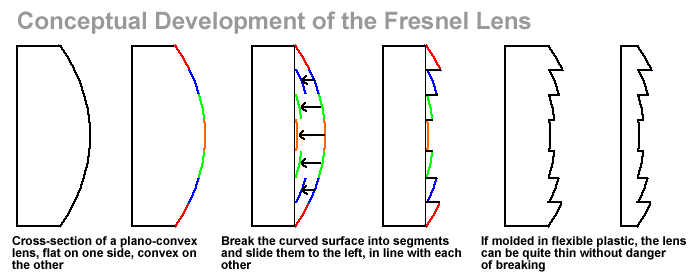 Conceptual Development of the Fresnel Lens
Cross-section of a plano-convex
lens, flat on one side, convex on
the other
Break the curved surface into segments
and slide them to the left, in line with each
other
If molded in flexible plastic, the lens
can be quite thin without danger
of breaking